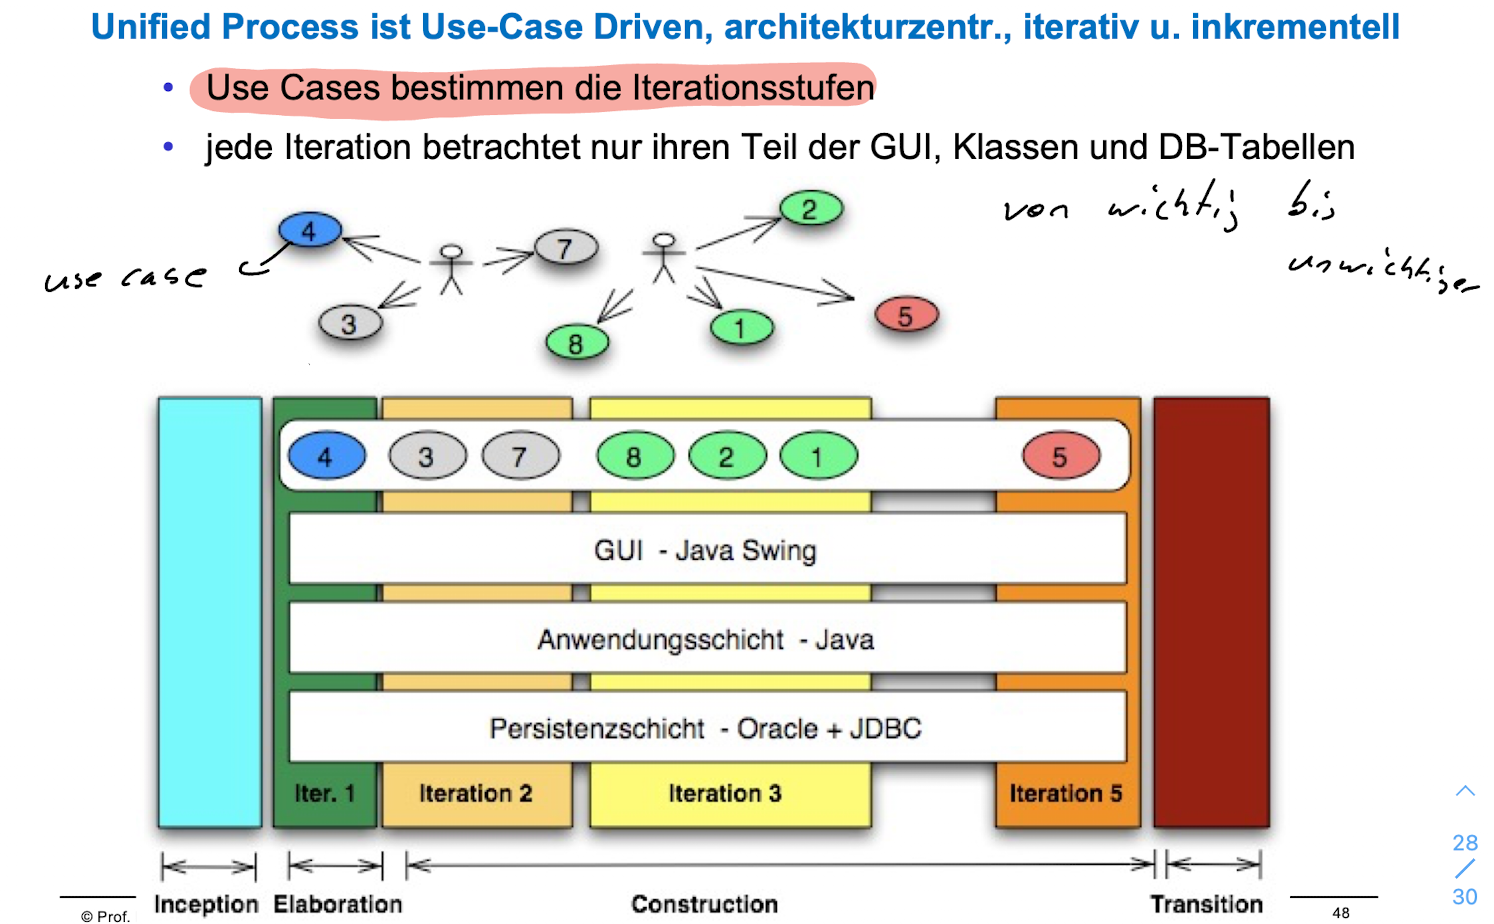 Unified Process ist Use-Case Driven, architekturzentr., iterativ u. inkrementell
• Use Cases bestimmen die Iterationsstufen
• jede Iteration betrachtet nur ihren Teil der GUI, Klassen und DB-Tabellen
von wichtig bis
unwichtiger
use case
4
7
2
3
8
1
5
4 3 7 8 2 1 5
GUI - Java Swing
Anwendungsschicht - Java
Persistenzschicht - Oracle + JDBC
Iter. 1 Iteration 2 Iteration 3 Iteration 5
Inception Elaboration Construction Transition
© Prof.
48
28
/
30